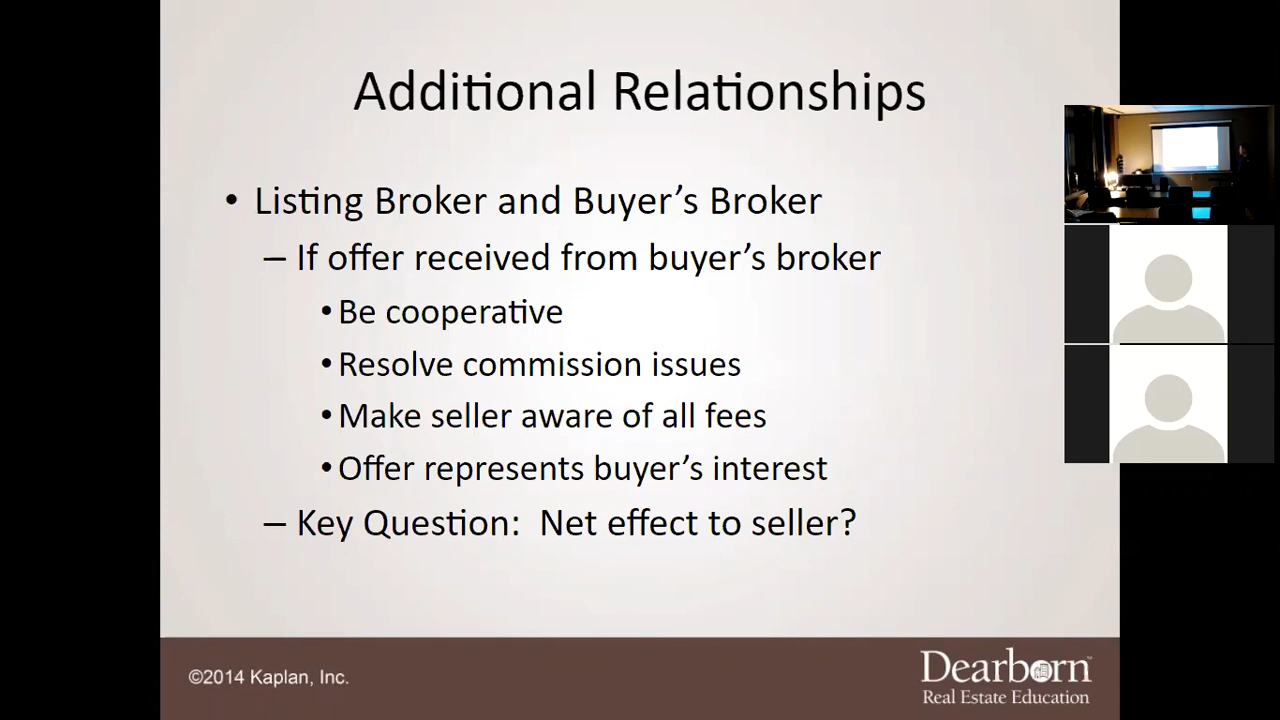 Additional Relationships
• Listing Broker and Buyer’s Broker
– If offer received from buyer’s broker
• Be cooperative
• Resolve commission issues
• Make seller aware of all fees
• Offer represents buyer’s interest
– Key Question: Net effect to seller?
©2014 Kaplan, Inc.
Dearborn™
Real Estate Education